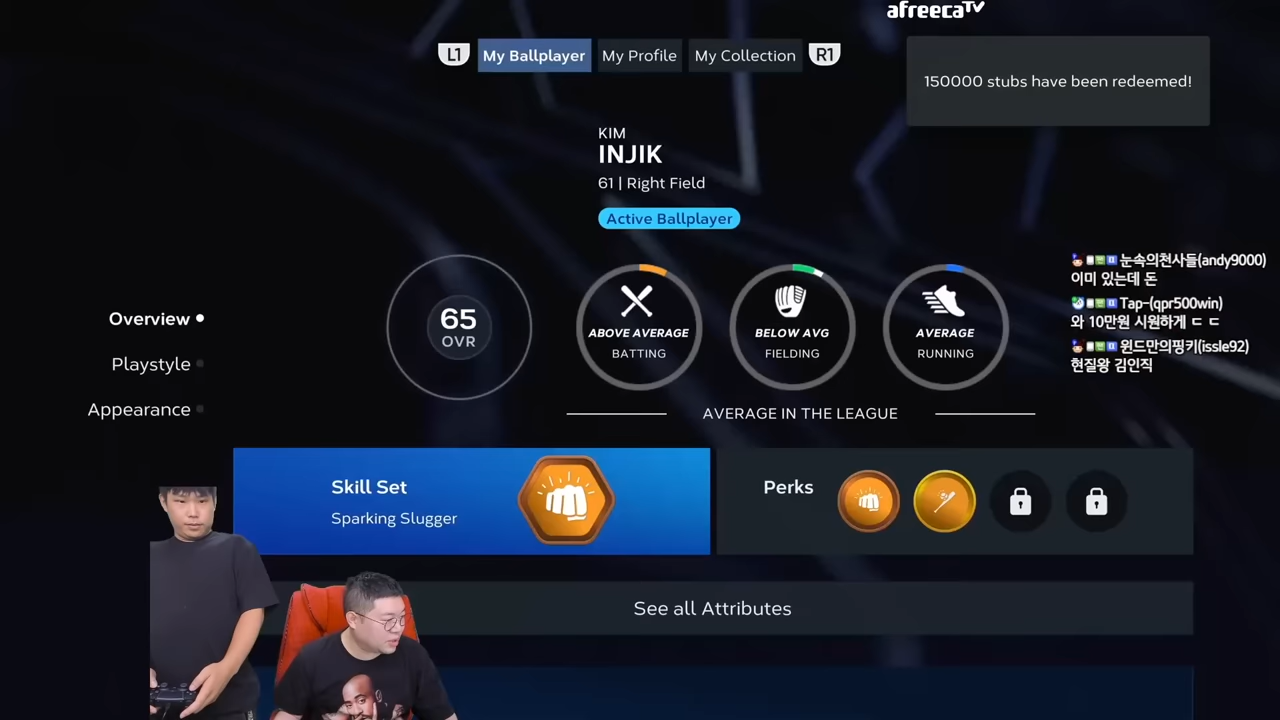 afreecaTV
L1
My Ballplayer
My Profile
My Collection
R1
150000 stubs have been redeemed!
KIM
INJIK
61 | Right Field
Active Ballplayer
Overview
Playstyle
Appearance
65
OVR
ABOVE AVERAGE
BATTING
BELOW AVG
FIELDING
AVERAGE
RUNNING
AVERAGE IN THE LEAGUE
눈속의천사들(andy9000)
이미 있는데 돈
Tap-(qpr500win)
와 10만원 시원하게 ㄷㄷ
윈드만의핑키(issle92)
현질왕 김인직
Skill Set
Sparking Slugger
Perks
See all Attributes